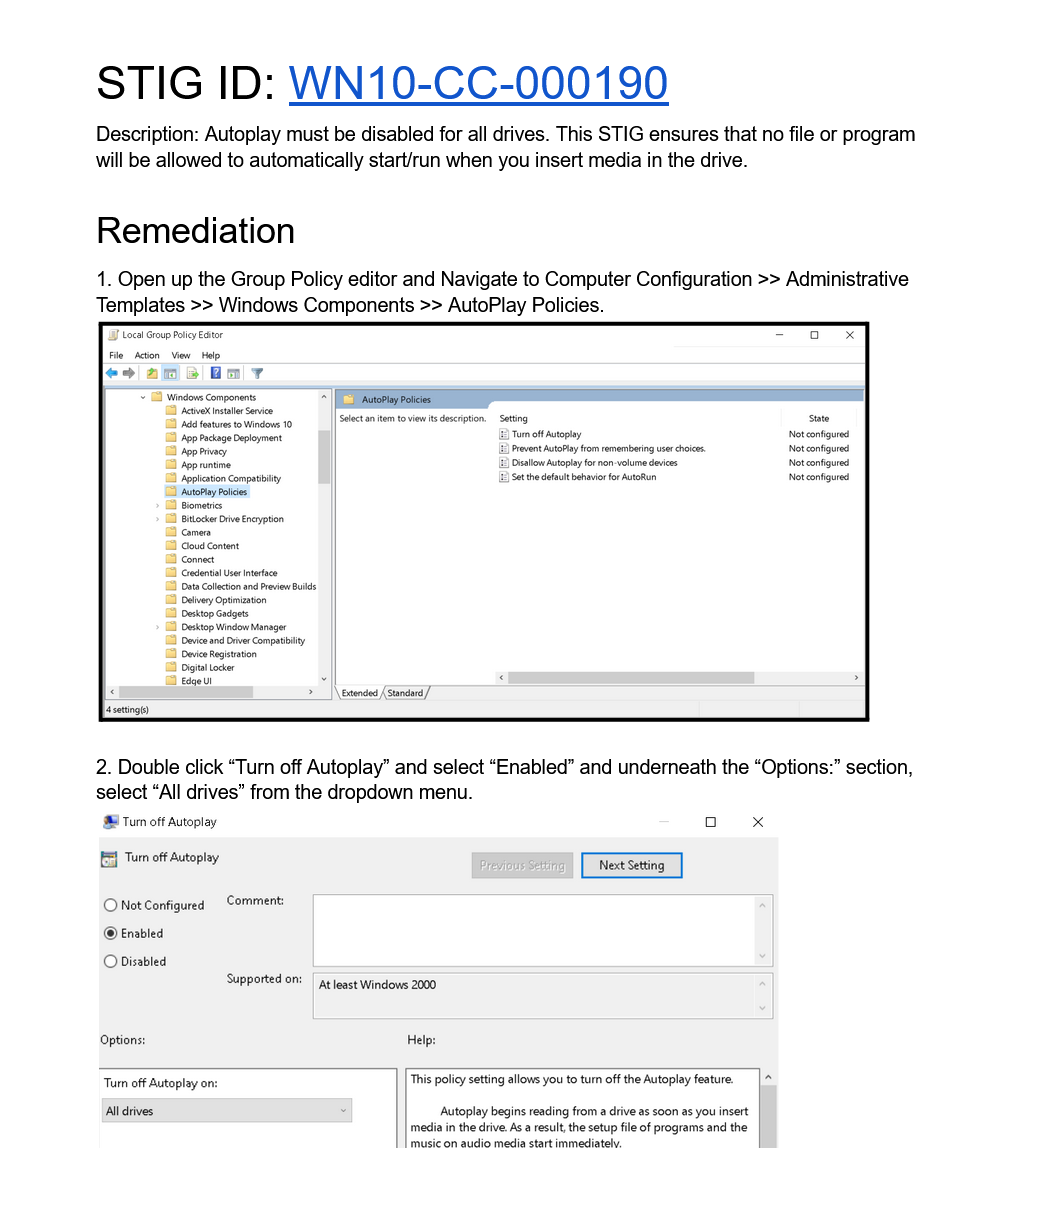 STIG ID: WN10-CC-000190
Description: Autoplay must be disabled for all drives. This STIG ensures that no file or program
will be allowed to automatically start/run when you insert media in the drive.
Remediation
1. Open up the Group Policy editor and Navigate to Computer Configuration >> Administrative
Templates >> Windows Components >> AutoPlay Policies.
Local Group Policy Editor
File Action View Help
Windows Components
ActiveX Installer Service
Add features to Windows 10
App Package Deployment
App Privacy
App runtime
Application Compatibility
AutoPlay Policies
Biometrics
BitLocker Drive Encryption
Camera
Cloud Content
Connect
Credential User Interface
Data Collection and Preview Builds
Delivery Optimization
Desktop Gadgets
Desktop Window Manager
Device and Driver Compatibility
Device Registration
Digital Locker
Edge UI
AutoPlay Policies
Select an item to view its description.
Setting State
Turn off Autoplay Not configured
Prevent AutoPlay from remembering user choices. Not configured
Disallow Autoplay for non-volume devices Not configured
Set the default behavior for AutoRun Not configured
Extended Standard
4 setting(s)
2. Double click “Turn off Autoplay” and select “Enabled” and underneath the “Options:” section,
select “All drives” from the dropdown menu.
Turn off Autoplay
Turn off Autoplay
Previous Setting Next Setting
Not Configured
Enabled
Disabled
Comment:
Supported on: At least Windows 2000
Options: Help:
Turn off Autoplay on:
All drives
This policy setting allows you to turn off the Autoplay feature.
Autoplay begins reading from a drive as soon as you insert
media in the drive. As a result, the setup file of programs and the
music on audio media start immediately.